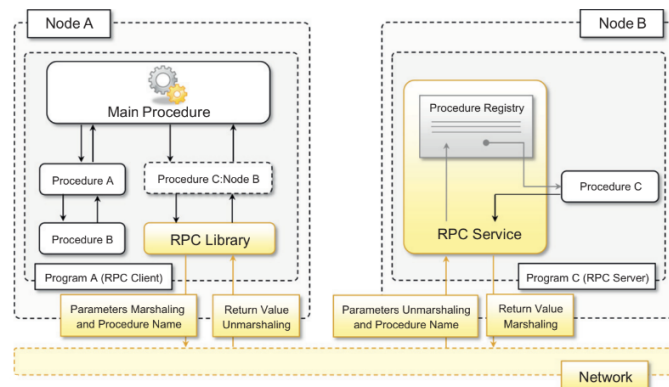 Node A
Main Procedure
Procedure A
Procedure C:Node B
Procedure B
RPC Library
Program A (RPC Client)
Parameters Marshaling
and Procedure Name
Return Value
Unmarshaling
Node B
Procedure Registry
Procedure C
RPC Service
Program C (RPC Server)
Parameters Unmarshaling
and Procedure Name
Return Value
Marshaling
Network